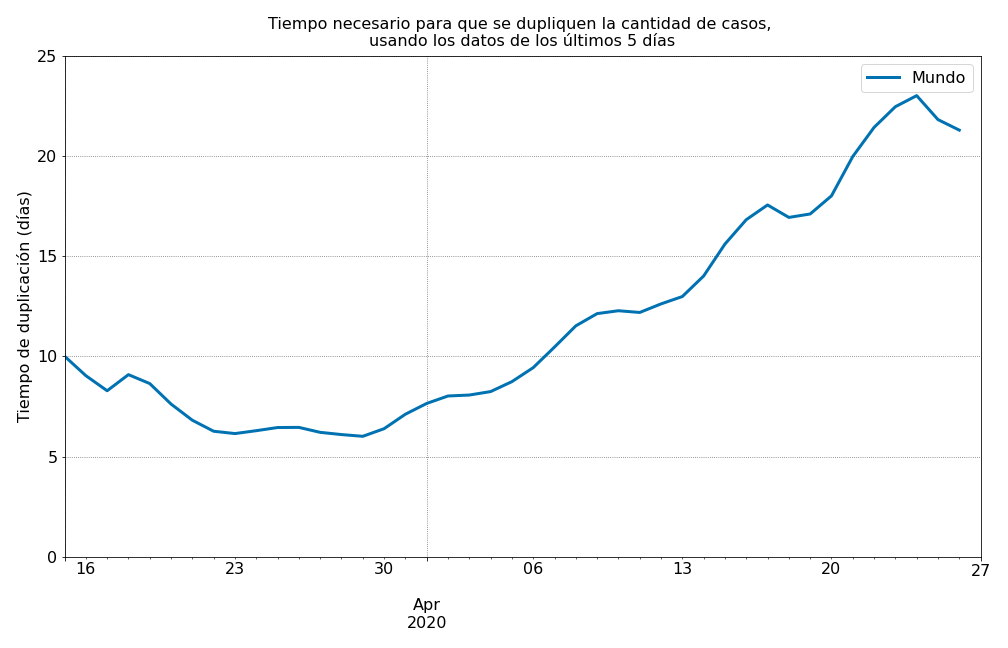 Tiempo necesario para que se dupliquen la cantidad de casos,
usando los datos de los últimos 5 días
Mundo
Tiempo de duplicación (días)
25
20
15
10
5
0
16 23 30 06 13 20 27
Apr
2020